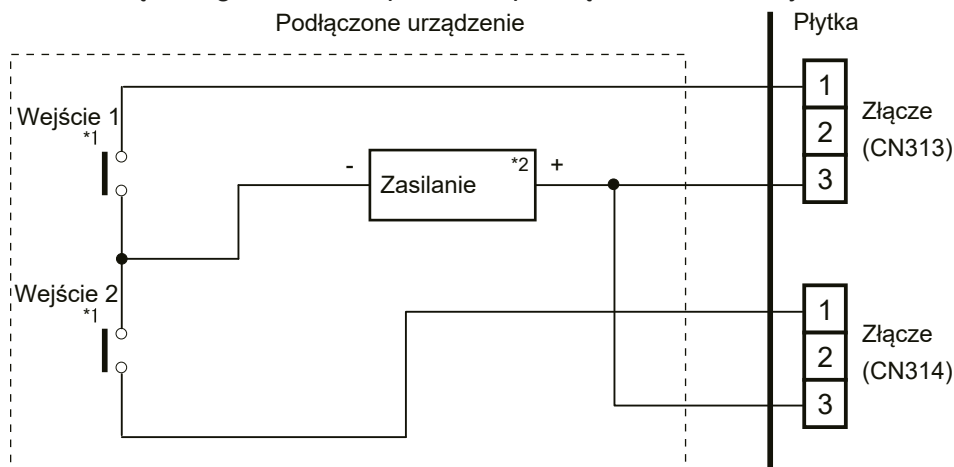 Podłączone urządzenie
Płytka
Wejście 1
*1
- Zasilanie *2 +
1
2
3
Złącze
(CN313)
Wejście 2
*1
1
2
3
Złącze
(CN314)